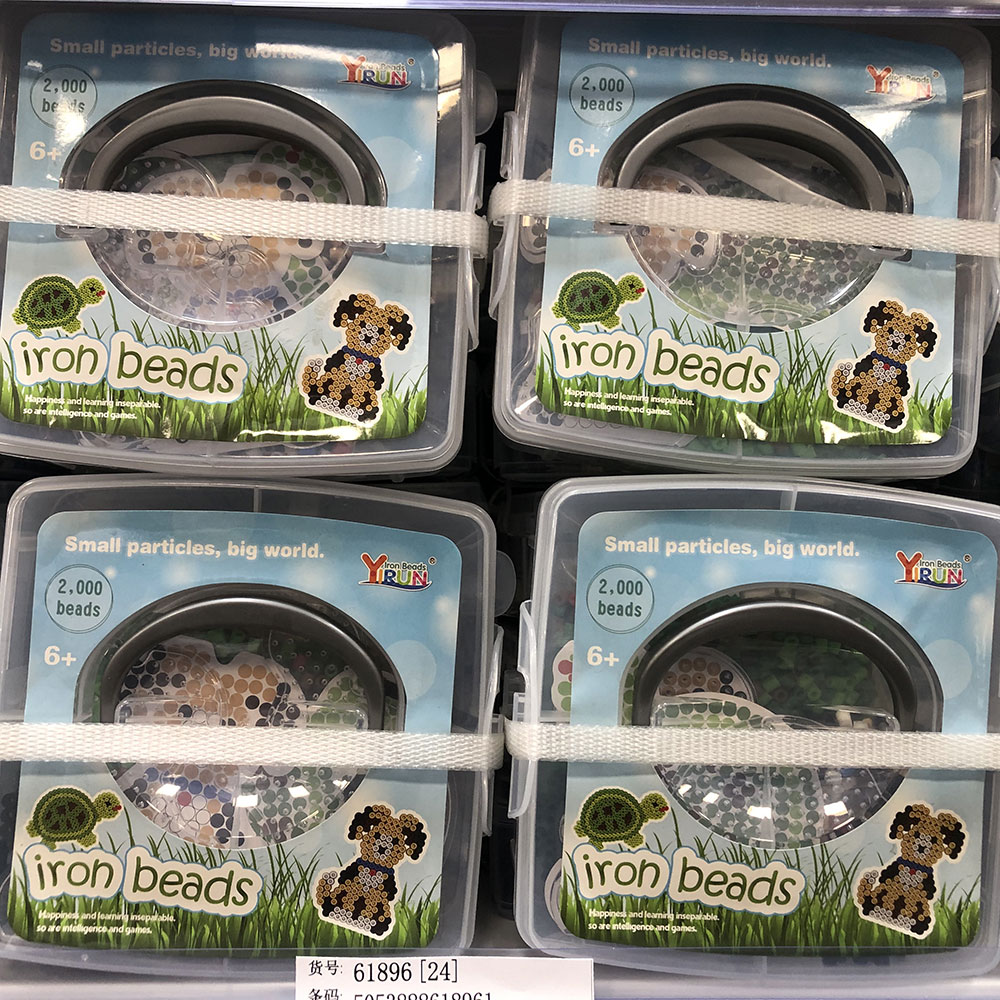 Small particles, big world.
Iron Beads
YIRUN®
2,000
beads
6+
iron beads
Happiness and learning inseparable.
so are intelligence and games.
Small particles, big world.
Iron Beads
YIRUN®
2,000
beads
6+
iron beads
Happiness and learning inseparable.
so are intelligence and games.
Small particles, big world.
Iron Beads
YIRUN®
2,000
beads
6+
iron beads
Happiness and learning inseparable.
so are intelligence and games.
Small particles, big world.
Iron Beads
YIRUN®
2,000
beads
6+
iron beads
Happiness and learning inseparable.
so are intelligence and games.
货号: 61896 [24]
条码: 5053888618961